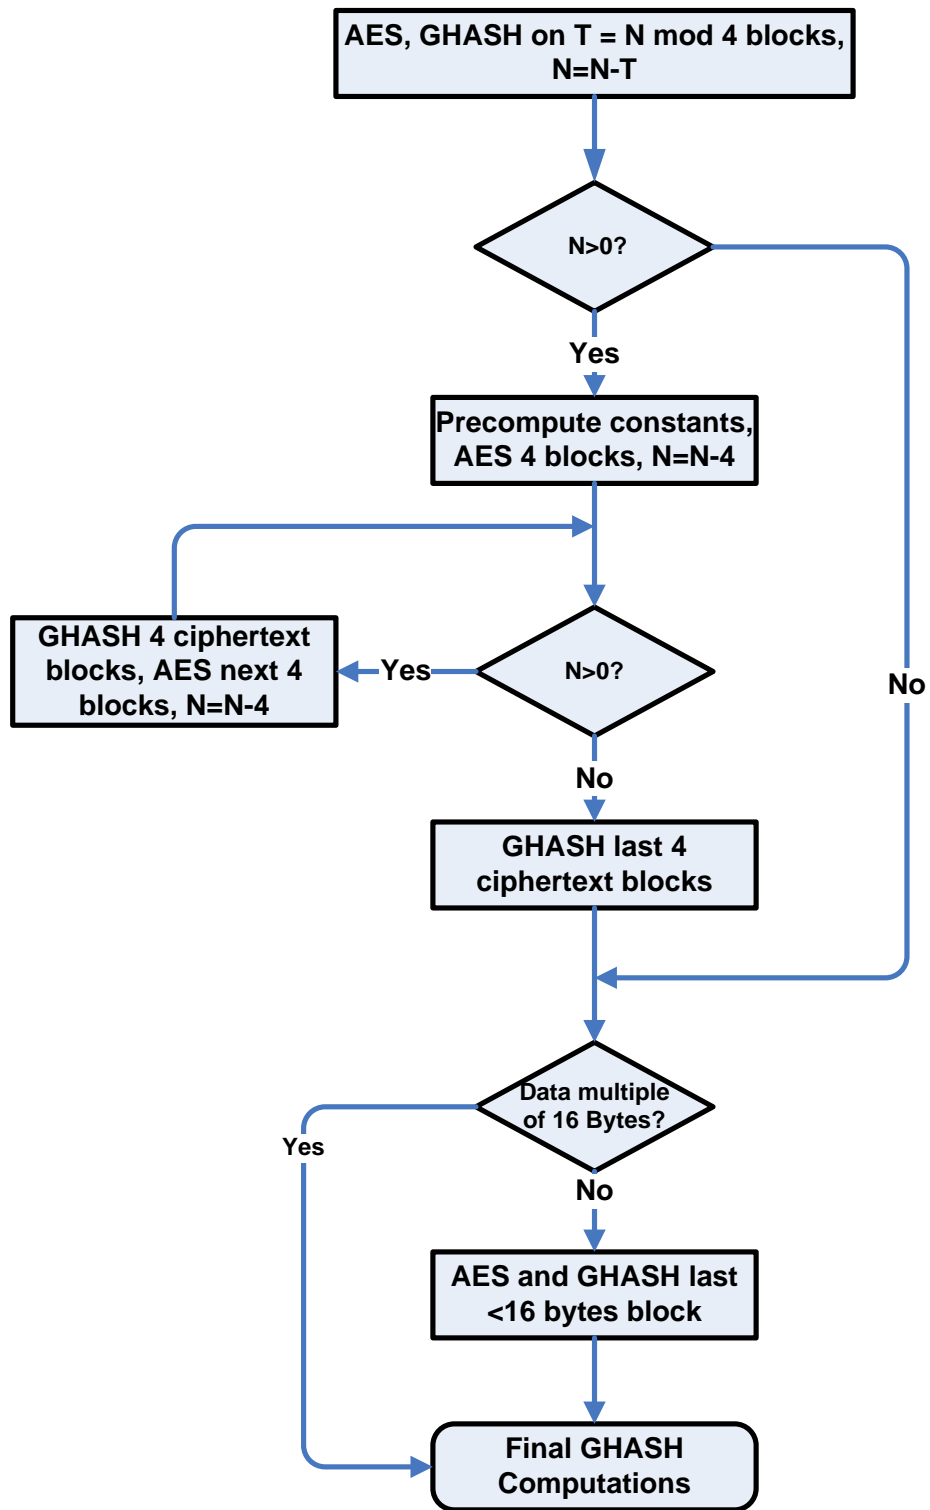 AES, GHASH on T = N mod 4 blocks,
N=N-T
N>0?
Yes
Precompute constants,
AES 4 blocks, N=N-4
GHASH 4 ciphertext
blocks, AES next 4
blocks, N=N-4
Yes
N>0?
No
No
GHASH last 4
ciphertext blocks
Data multiple
of 16 Bytes?
Yes
No
AES and GHASH last
<16 bytes block
Final GHASH
Computations